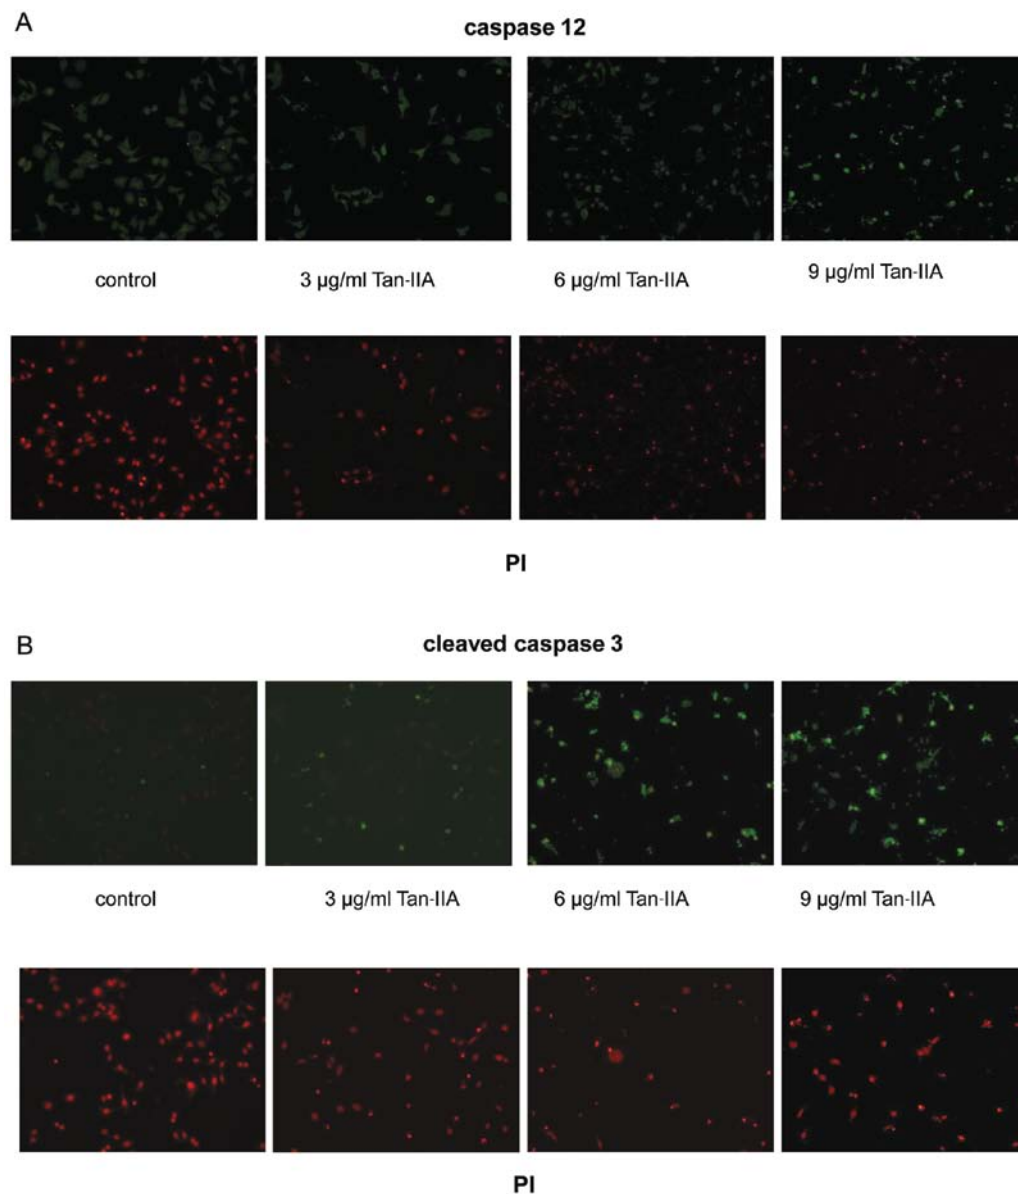 A
caspase 12
control
3 µg/ml Tan-IIA
6 µg/ml Tan-IIA
9 µg/ml Tan-IIA
PI
B
cleaved caspase 3
control
3 µg/ml Tan-IIA
6 µg/ml Tan-IIA
9 µg/ml Tan-IIA
PI